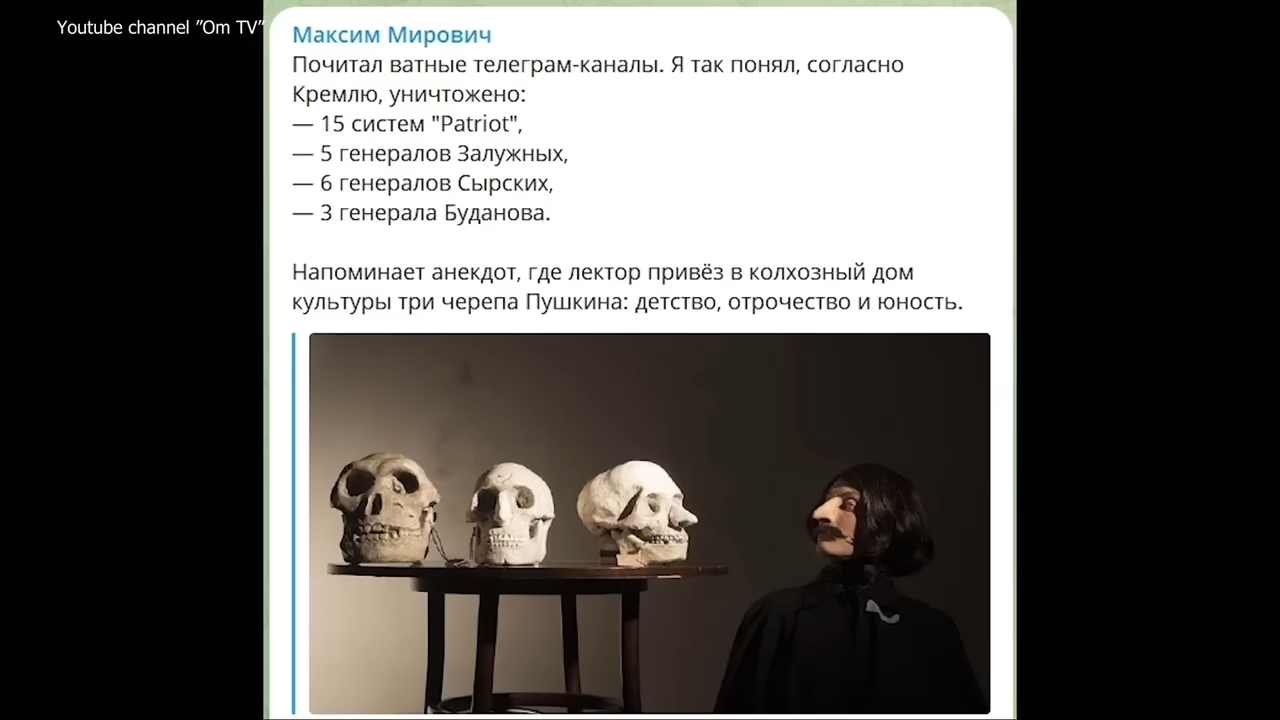 Youtube channel ”Om TV”
Максим Мирович
Почитал ватные телеграм-каналы. Я так понял, согласно
Кремлю, уничтожено:
— 15 систем "Patriot",
— 5 генералов Залужных,
— 6 генералов Сырских,
— 3 генерала Буданова.
Напоминает анекдот, где лектор привёз в колхозный дом
культуры три черепа Пушкина: детство, отрочество и юность.